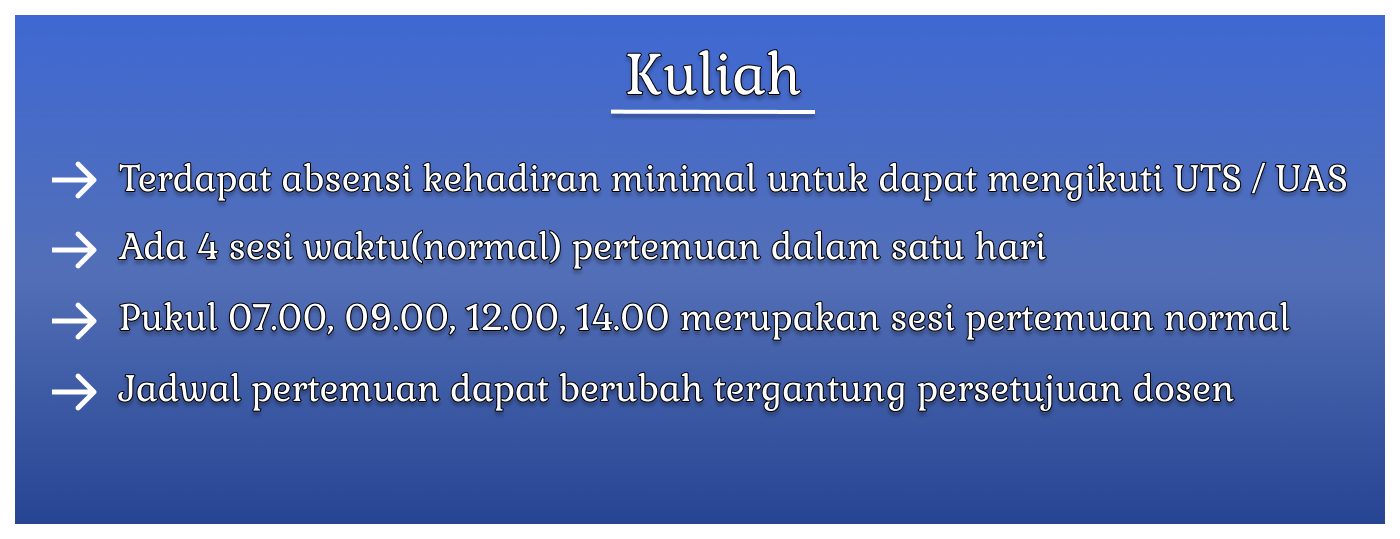 Kuliah
Terdapat absensi kehadiran minimal untuk dapat mengikuti UTS / UAS
Ada 4 sesi waktu(normal) pertemuan dalam satu hari
Pukul 07.00, 09.00, 12.00, 14.00 merupakan sesi pertemuan normal
Jadwal pertemuan dapat berubah tergantung persetujuan dosen